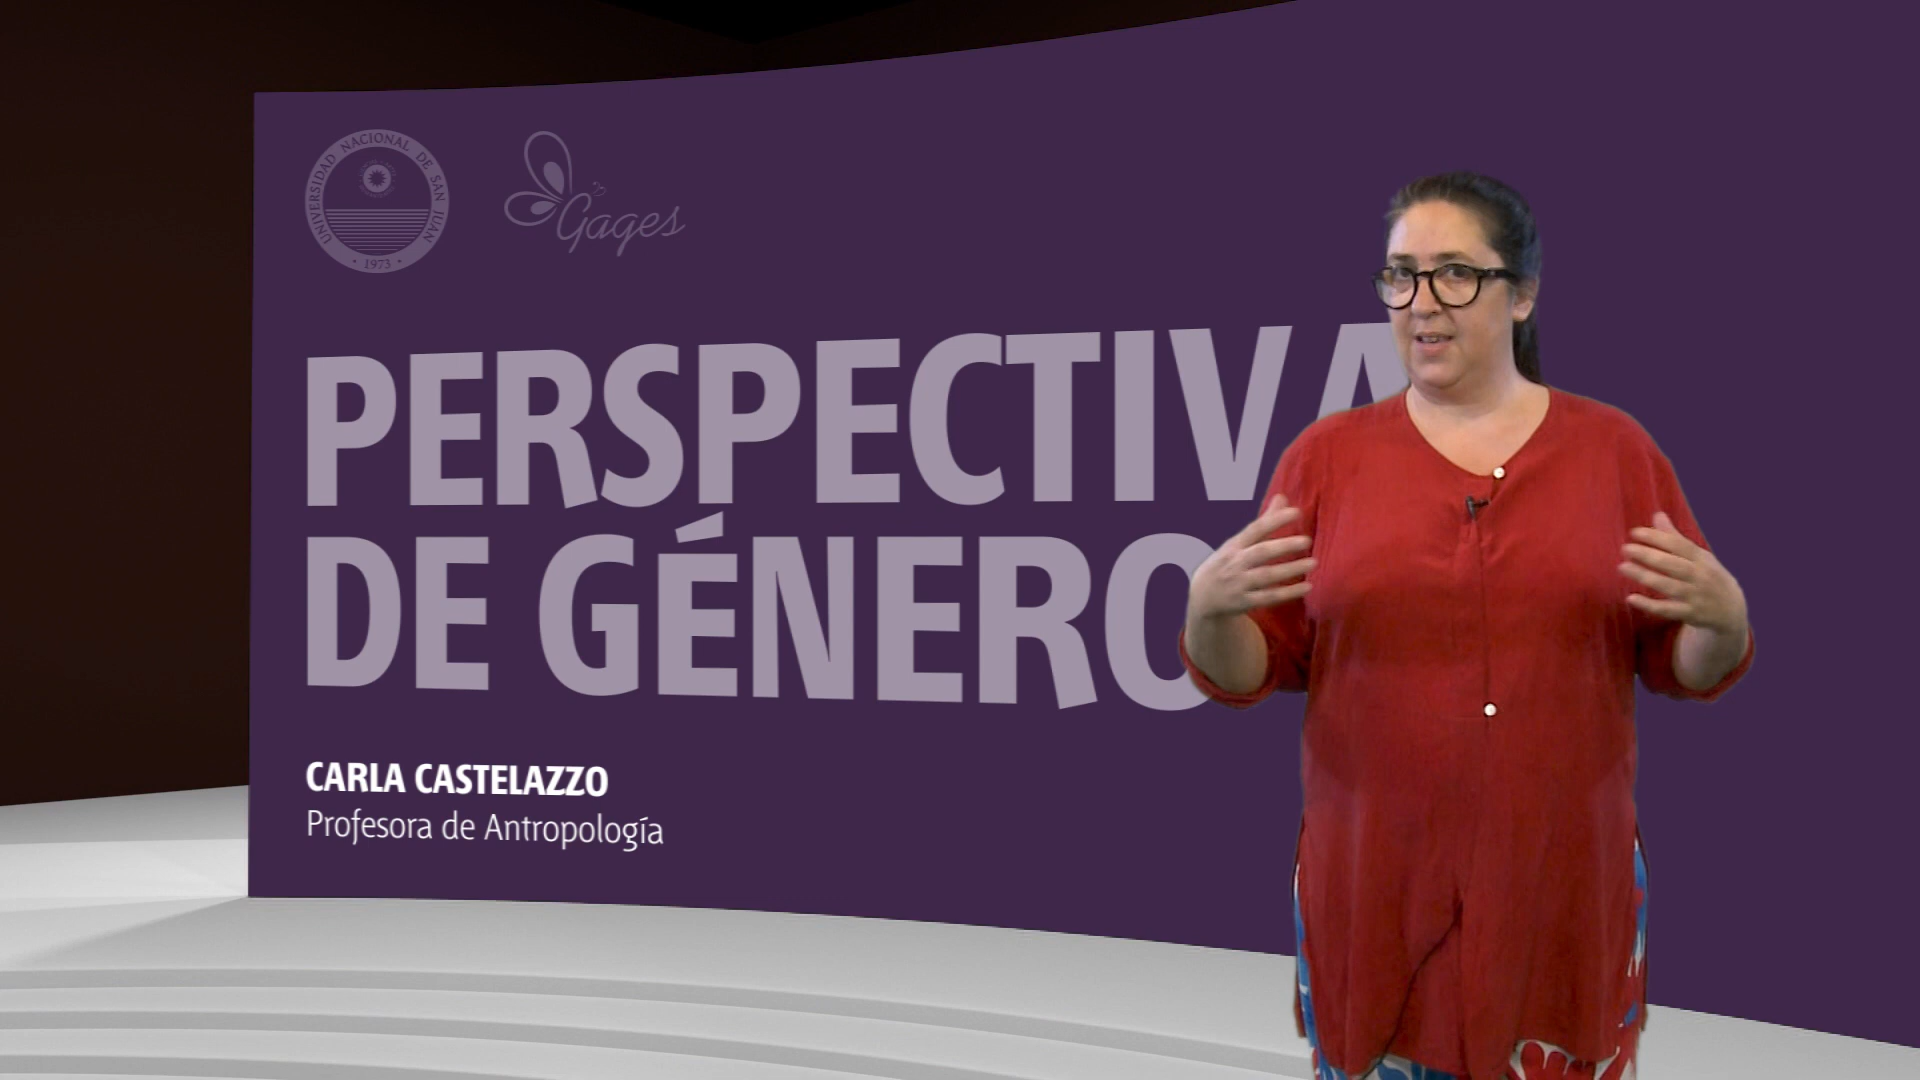 UNIVERSIDAD NACIONAL DE SAN JUAN
· 1973 ·
Gages
PERSPECTIVA
DE GÉNERO
CARLA CASTELAZZO
Profesora de Antropología